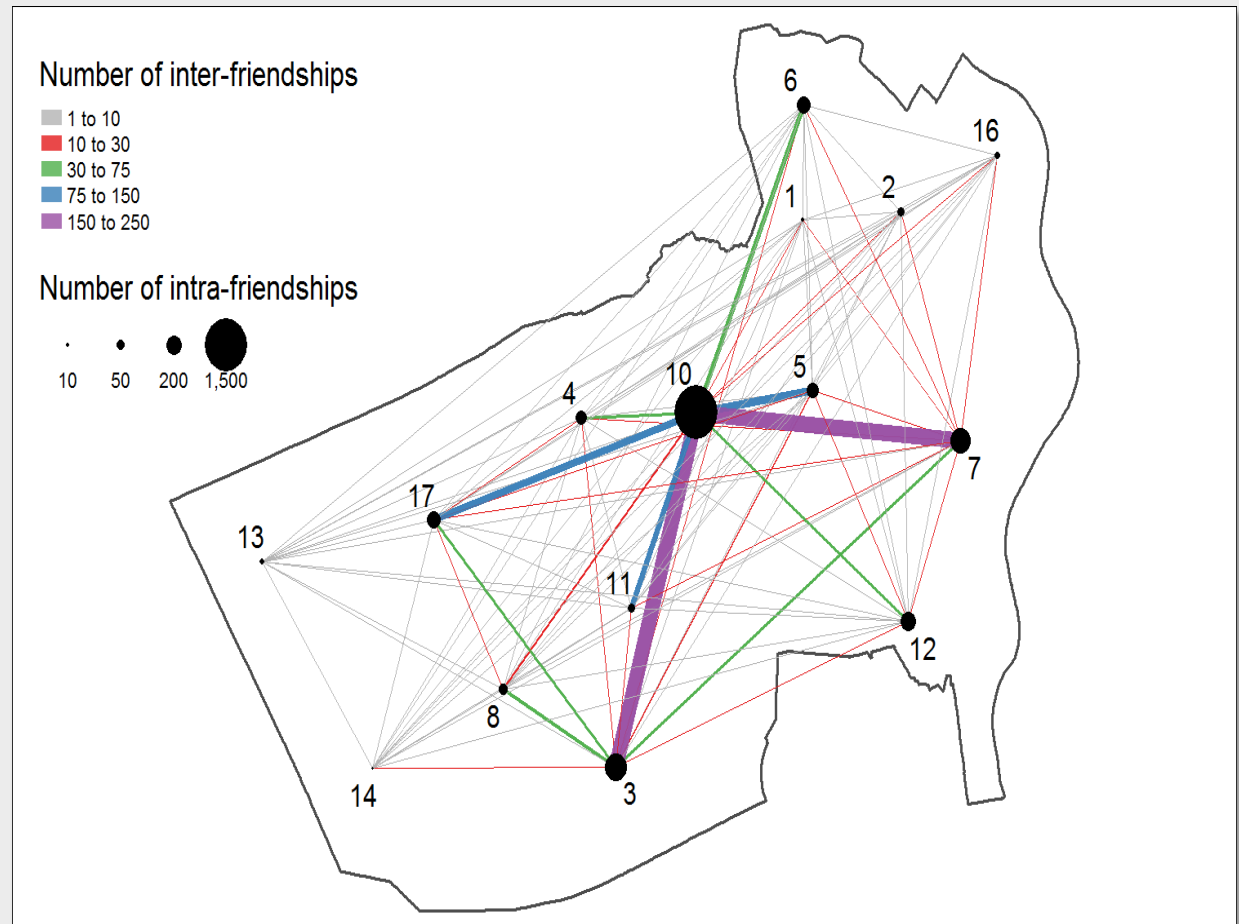 Number of inter-friendships
1 to 10
10 to 30
30 to 75
75 to 150
150 to 250
Number of intra-friendships
10 50 200 1,500
6
16
1
2
10
5
4
7
17
13
11
12
8
14
3